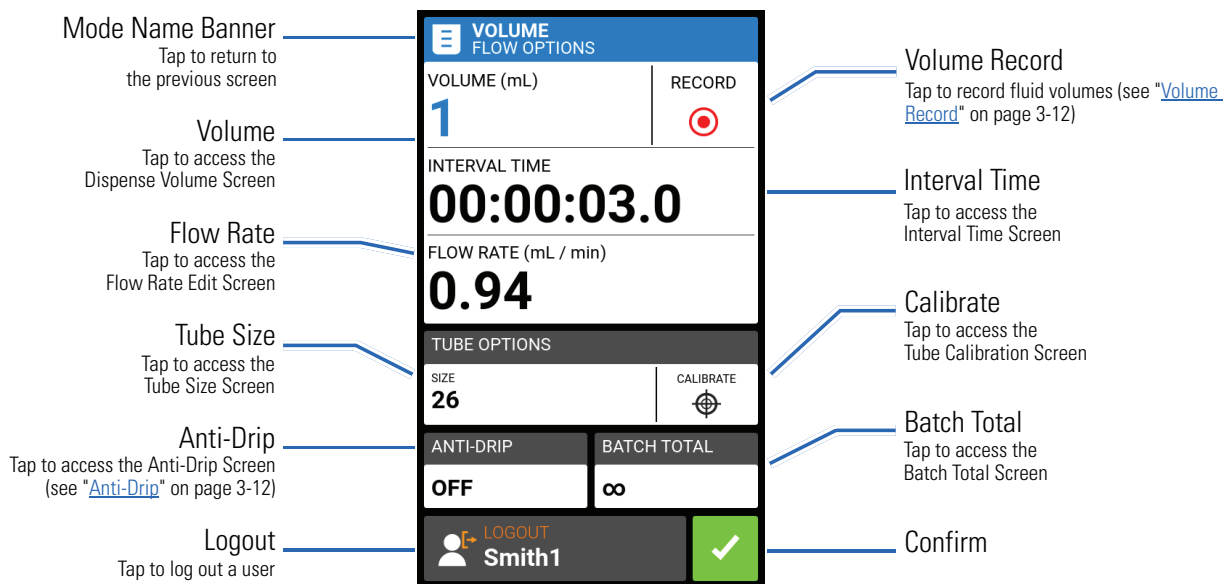 Mode Name Banner
Tap to return to
the previous screen
Volume
Tap to access the
Dispense Volume Screen
Flow Rate
Tap to access the
Flow Rate Edit Screen
Tube Size
Tap to access the
Tube Size Screen
Anti-Drip
Tap to access the Anti-Drip Screen
(see "Anti-Drip" on page 3-12)
Logout
Tap to log out a user
VOLUME
FLOW OPTIONS
VOLUME (mL)
1
RECORD
INTERVAL TIME
00:00:03.0
FLOW RATE (mL / min)
0.94
TUBE OPTIONS
SIZE
26
CALIBRATE
ANTI-DRIP
OFF
BATCH TOTAL
∞
LOGOUT
Smith1
Volume Record
Tap to record fluid volumes (see "Volume
Record" on page 3-12)
Interval Time
Tap to access the
Interval Time Screen
Calibrate
Tap to access the
Tube Calibration Screen
Batch Total
Tap to access the
Batch Total Screen
Confirm